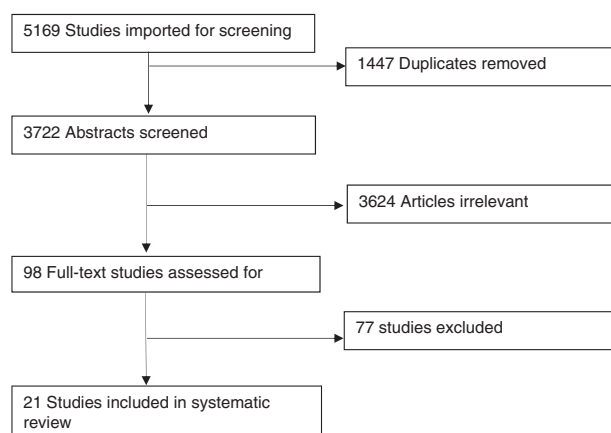 5169 Studies imported for screening
1447 Duplicates removed
3722 Abstracts screened
3624 Articles irrelevant
98 Full-text studies assessed for
77 studies excluded
21 Studies included in systematic
review